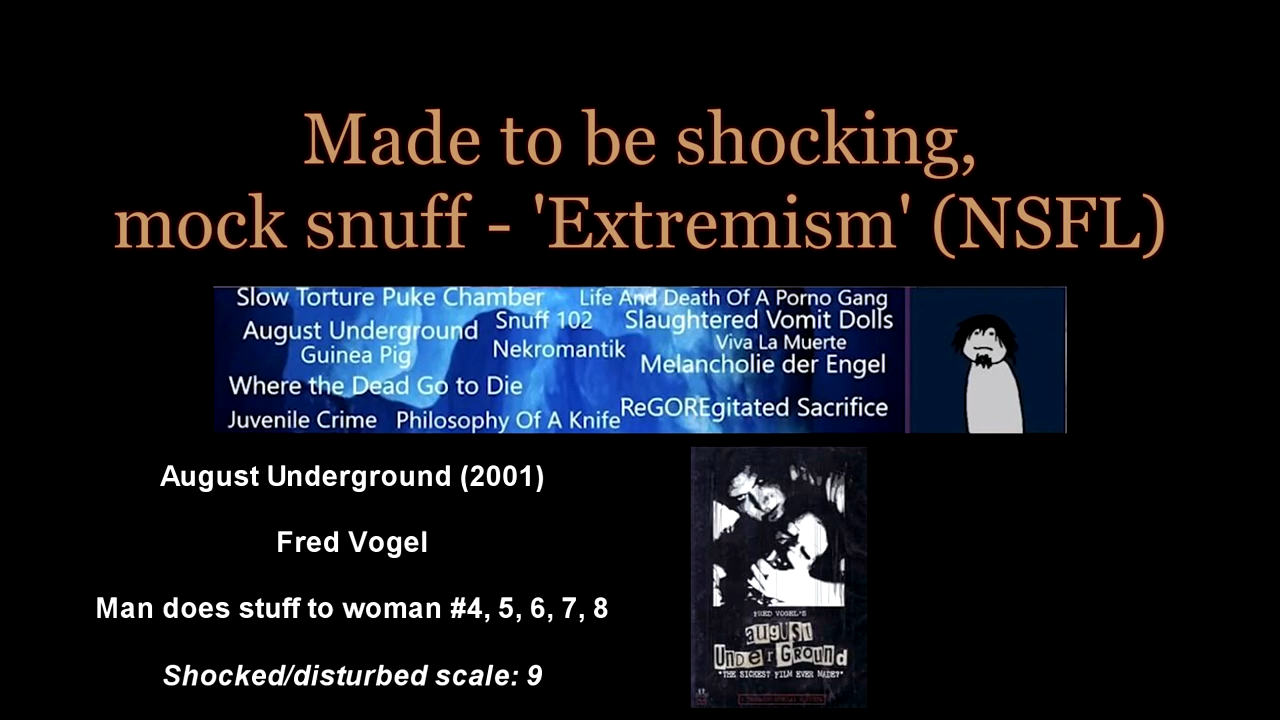 Made to be shocking,
mock snuff - 'Extremism' (NSFL)
Slow Torture Puke Chamber
Life And Death Of A Porno Gang
August Underground
Snuff 102
Slaughtered Vomit Dolls
Guinea Pig
Nekromantik
Viva La Muerte
Melancholie der Engel
Where the Dead Go to Die
ReGOREgitated Sacrifice
Juvenile Crime
Philosophy Of A Knife
August Underground (2001)
Fred Vogel
Man does stuff to woman #4, 5, 6, 7, 8
Shocked/disturbed scale: 9
FRED VOGEL'S
august
UnderGround
"THE SICKEST FILM EVER MADE?"